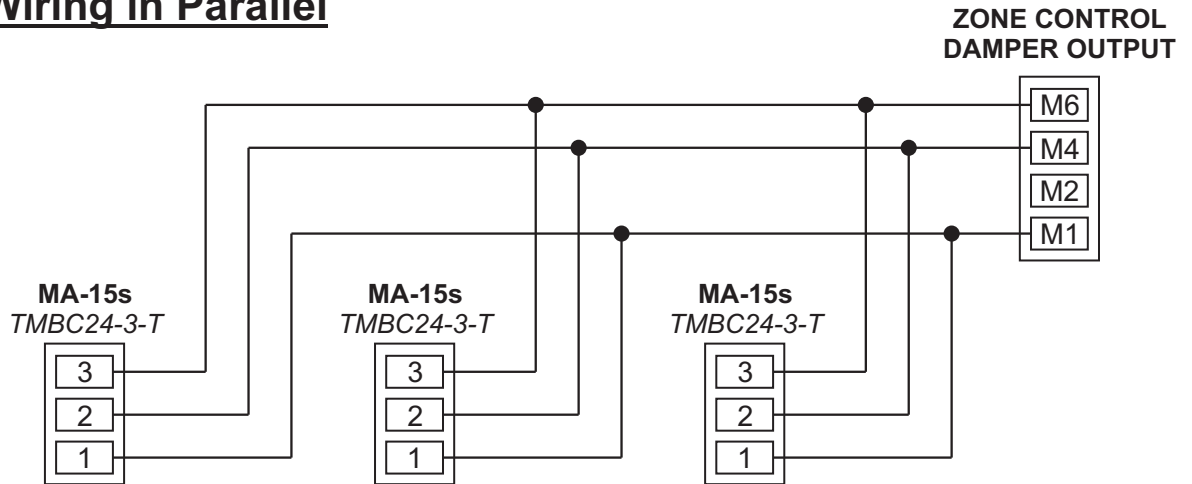 Wiring in Parallel
ZONE CONTROL
DAMPER OUTPUT
M6
M4
M2
M1
MA-15s
TMBC24-3-T
3
2
1
MA-15s
TMBC24-3-T
3
2
1
MA-15s
TMBC24-3-T
3
2
1